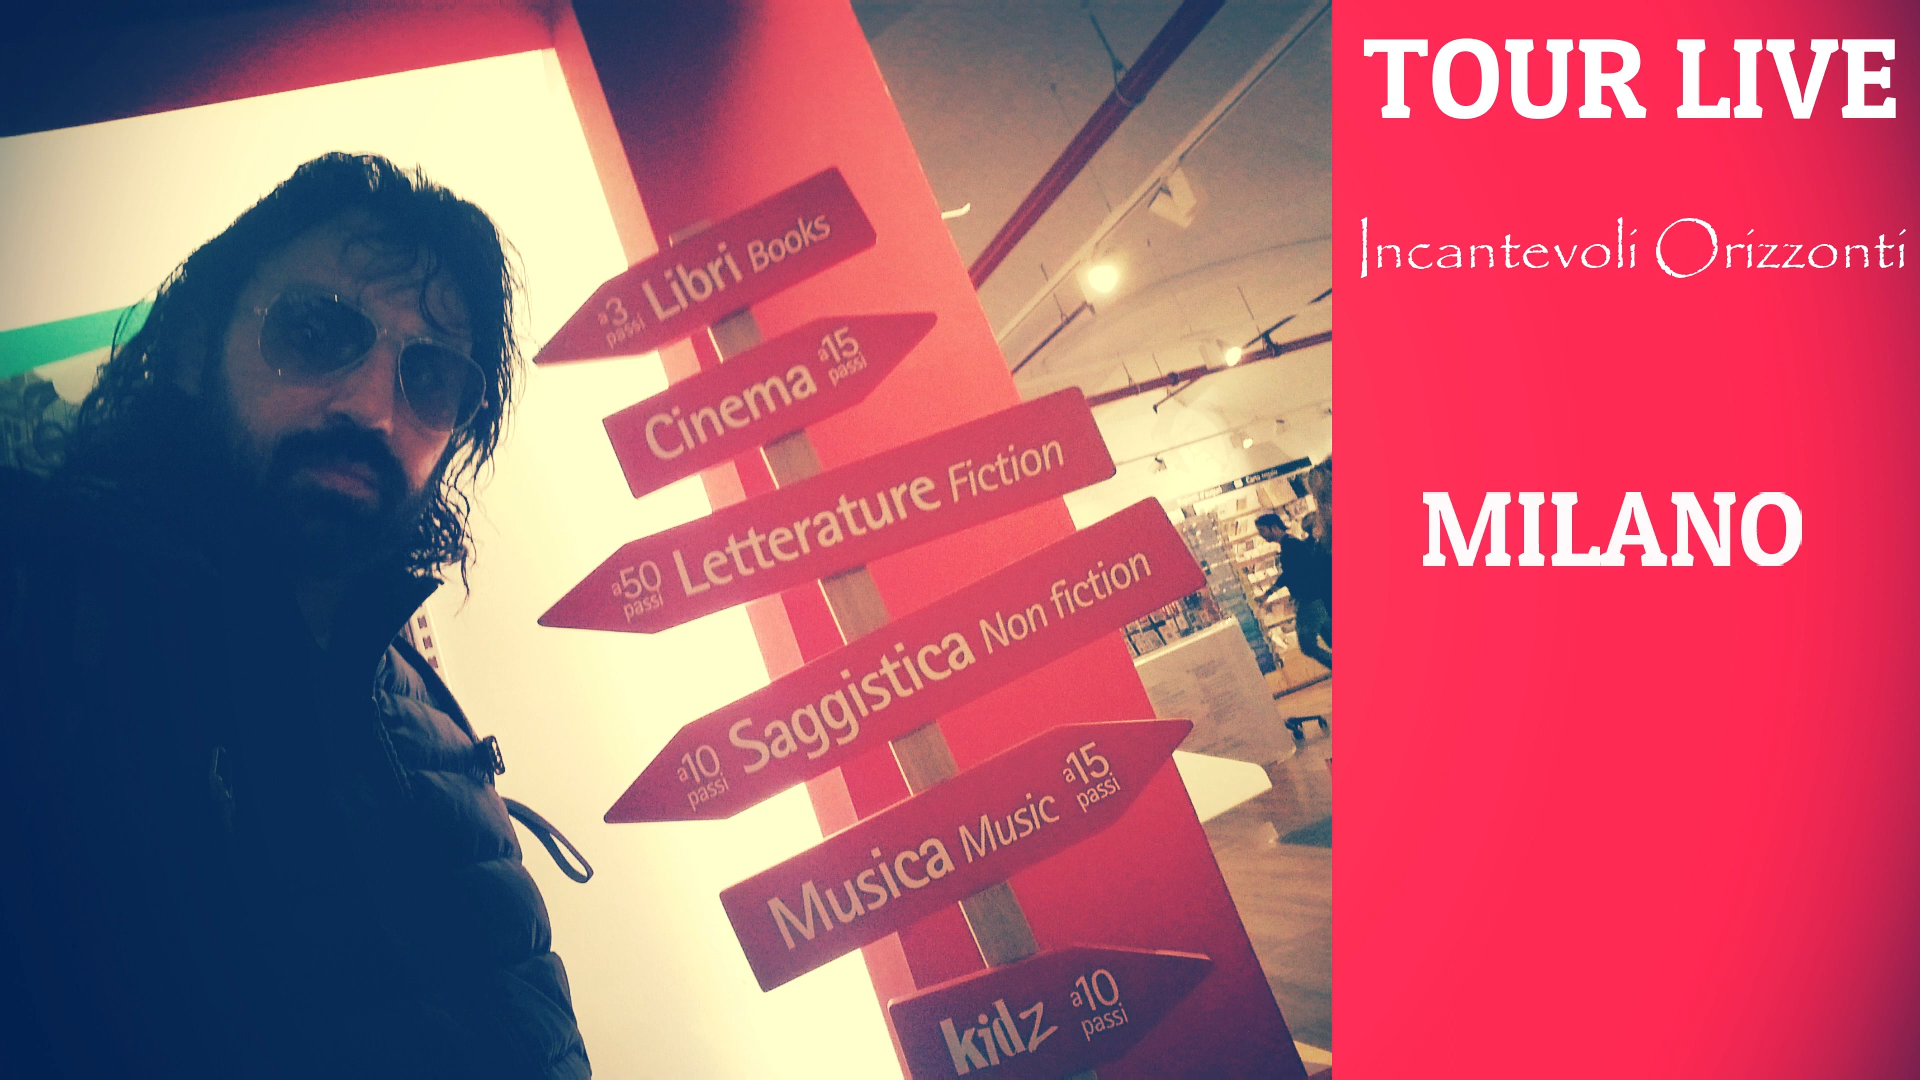 TOUR LIVE
Incantevoli Orizzonti
MILANO
a3 passi Libri Books
Cinema a15 passi
a50 passi Letterature Fiction
a10 passi Saggistica Non fiction
Musica Music a15 passi
kidz a10 passi